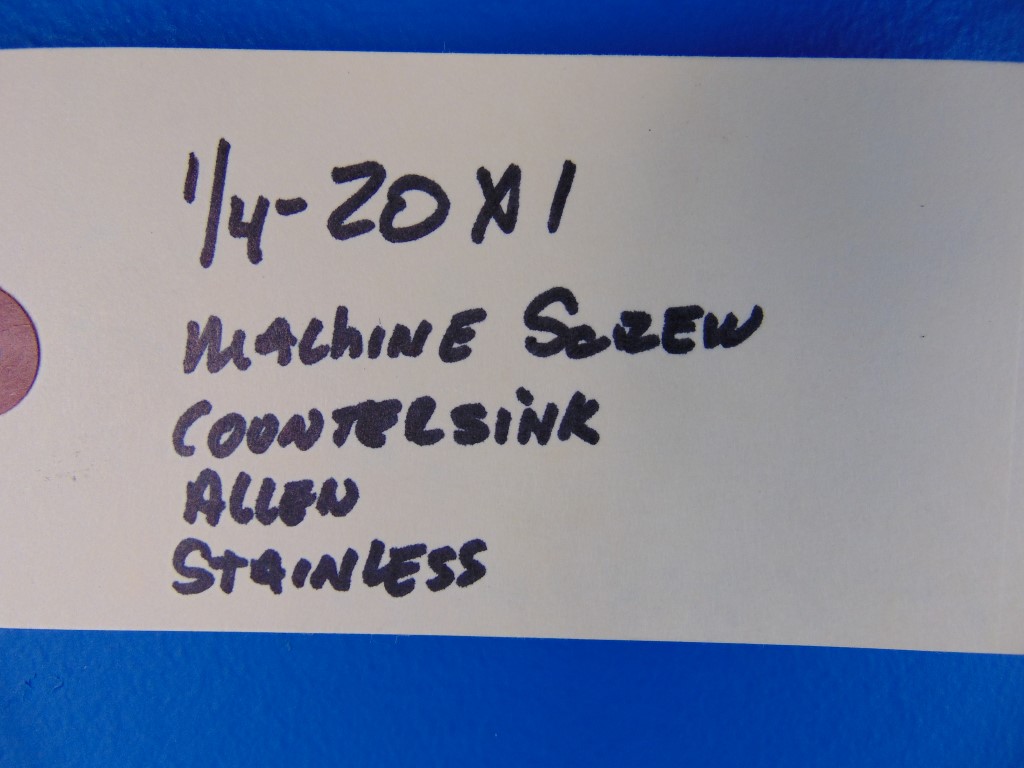 1/4-20 X 1
MACHINE SCREW
COUNTERSINK
ALLEN
STAINLESS